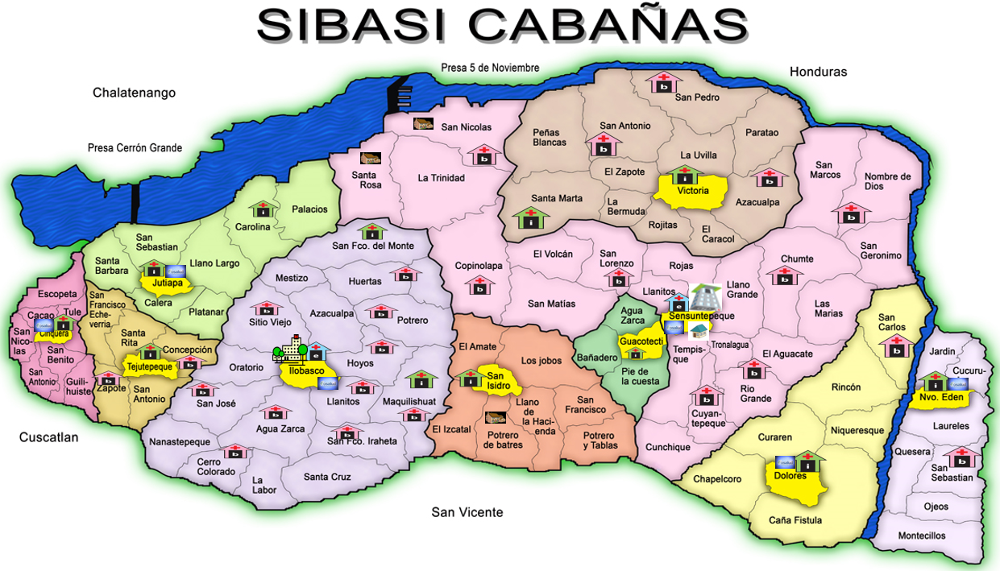 SIBASI CABAÑAS
Presa 5 de Noviembre
Honduras
Chalatenango
Presa Cerrón Grande
San Pedro
San Nicolas
San Antonio
Peñas
Blancas
Paratao
La Uvilla
Santa
Rosa
La Trinidad
El Zapote
San
Marcos
Nombre de
Dios
Victoria
Santa Marta
La
Bermuda
Azacualpa
Rojitas
El
Caracol
Palacios
Carolina
San
Sebastian
San Fco. del Monte
San
Geronimo
Santa
Barbara
Llano Largo
Copinolapa
El Volcán
San
Lorenzo
Rojas
Chumte
Jutiapa
Mestizo
Huertas
Llanitos
Llano
Grande
Escopeta
Calera
Platanar
San
Francisco
Eche-
verria
San Matías
Las
Marias
Cacao
Tule
Cinquera
Sitio Viejo
Azacualpa
Potrero
Agua
Zarca
Sensuntepeque
San
Carlos
San
Nico-
las
Santa
Rita
Concepción
Guacotecti
Tronalagua
Tempis-
que
El Aguacate
San
Benito
El Amate
Los jobos
Bañadero
Jardin
Tejutepeque
Oratorio
Ilobasco
Hoyos
San
Isidro
Pie de
la cuesta
Cucuru-
San
Antonio
Guili-
huiste
Zapote
San
Antonio
San José
Llanitos
Maquilishuat
Rio
Grande
Rincón
Nvo. Eden
Llano
de
la Haci-
enda
San
Francisco
Cuyan-
tepeque
Agua Zarca
El Izcatal
Potrero
de batres
Potrero
y Tablas
Niqueresque
Laureles
Cuscatlan
Nanastepeque
San Fco. Iraheta
Cunchique
Curaren
Quesera
Cerro
Colorado
La
Labor
Santa Cruz
Chapelcoro
Dolores
San
Sebastian
San Vicente
Caña Fistula
Ojeos
Montecillos